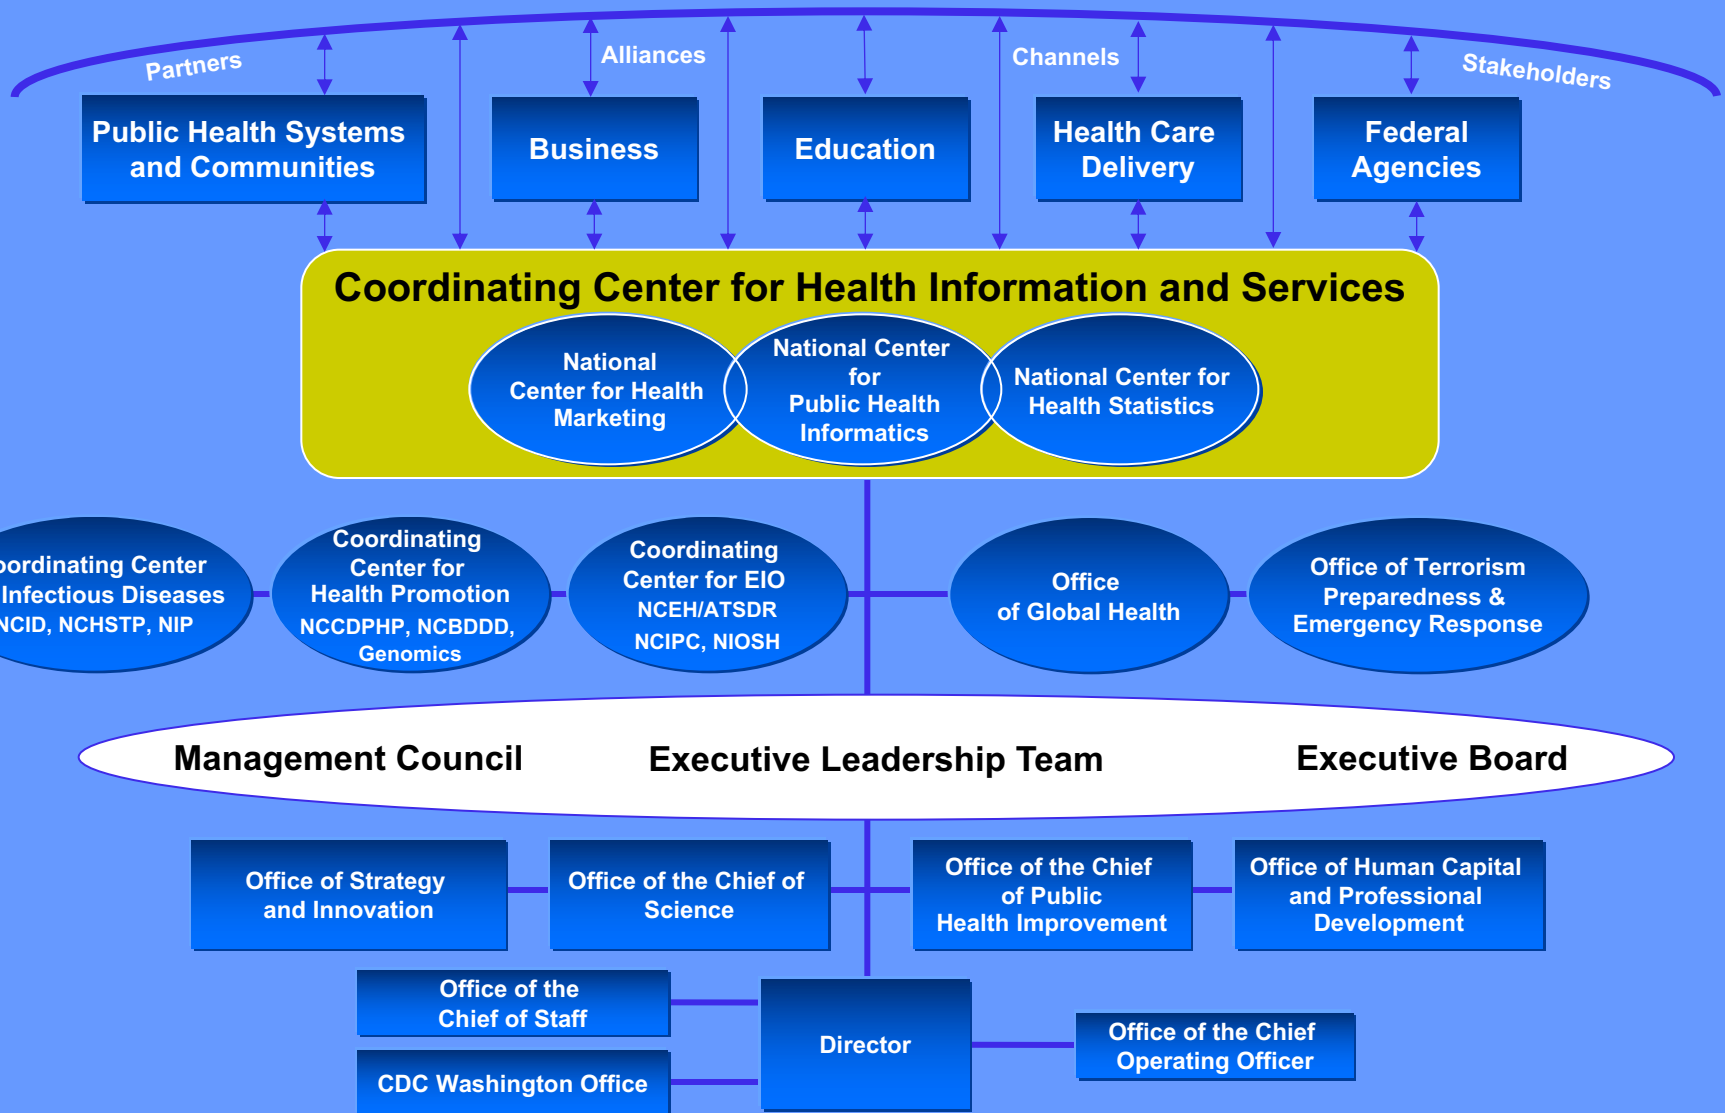 Partners
Alliances
Channels
Stakeholders
Public Health Systems
and Communities
Business
Education
Health Care
Delivery
Federal
Agencies
Coordinating Center for Health Information and Services
National
Center for Health
Marketing
National Center
for
Public Health
Informatics
National Center for
Health Statistics
oordinating Center
Infectious Diseases
NCID, NCHSTP, NIP
Coordinating
Center for
Health Promotion
NCCDPHP, NCBDDD,
Genomics
Coordinating
Center for EIO
NCEH/ATSDR
NCIPC, NIOSH
Office
of Global Health
Office of Terrorism
Preparedness &
Emergency Response
Management Council
Executive Leadership Team
Executive Board
Office of Strategy
and Innovation
Office of the Chief of
Science
Office of the Chief
of Public
Health Improvement
Office of Human Capital
and Professional
Development
Office of the
Chief of Staff
CDC Washington Office
Director
Office of the Chief
Operating Officer